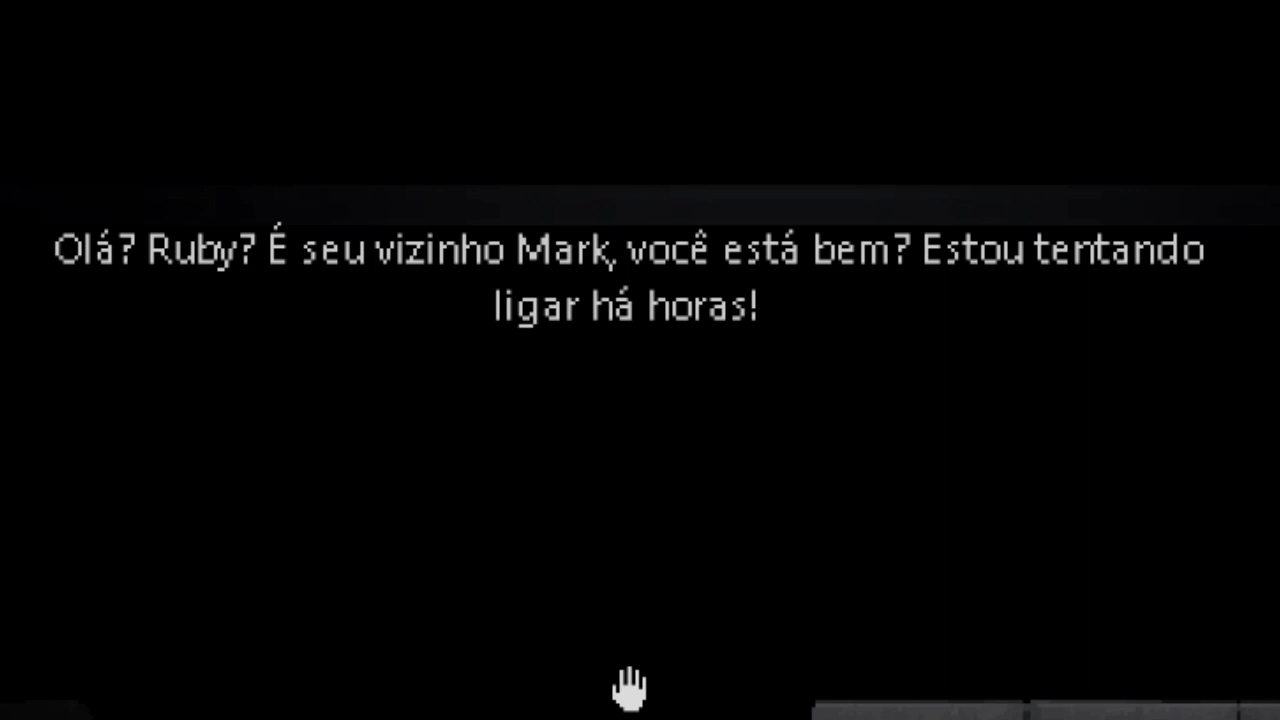 Olá? Ruby? É seu vizinho Mark, você está bem? Estou tentando
ligar há horas!